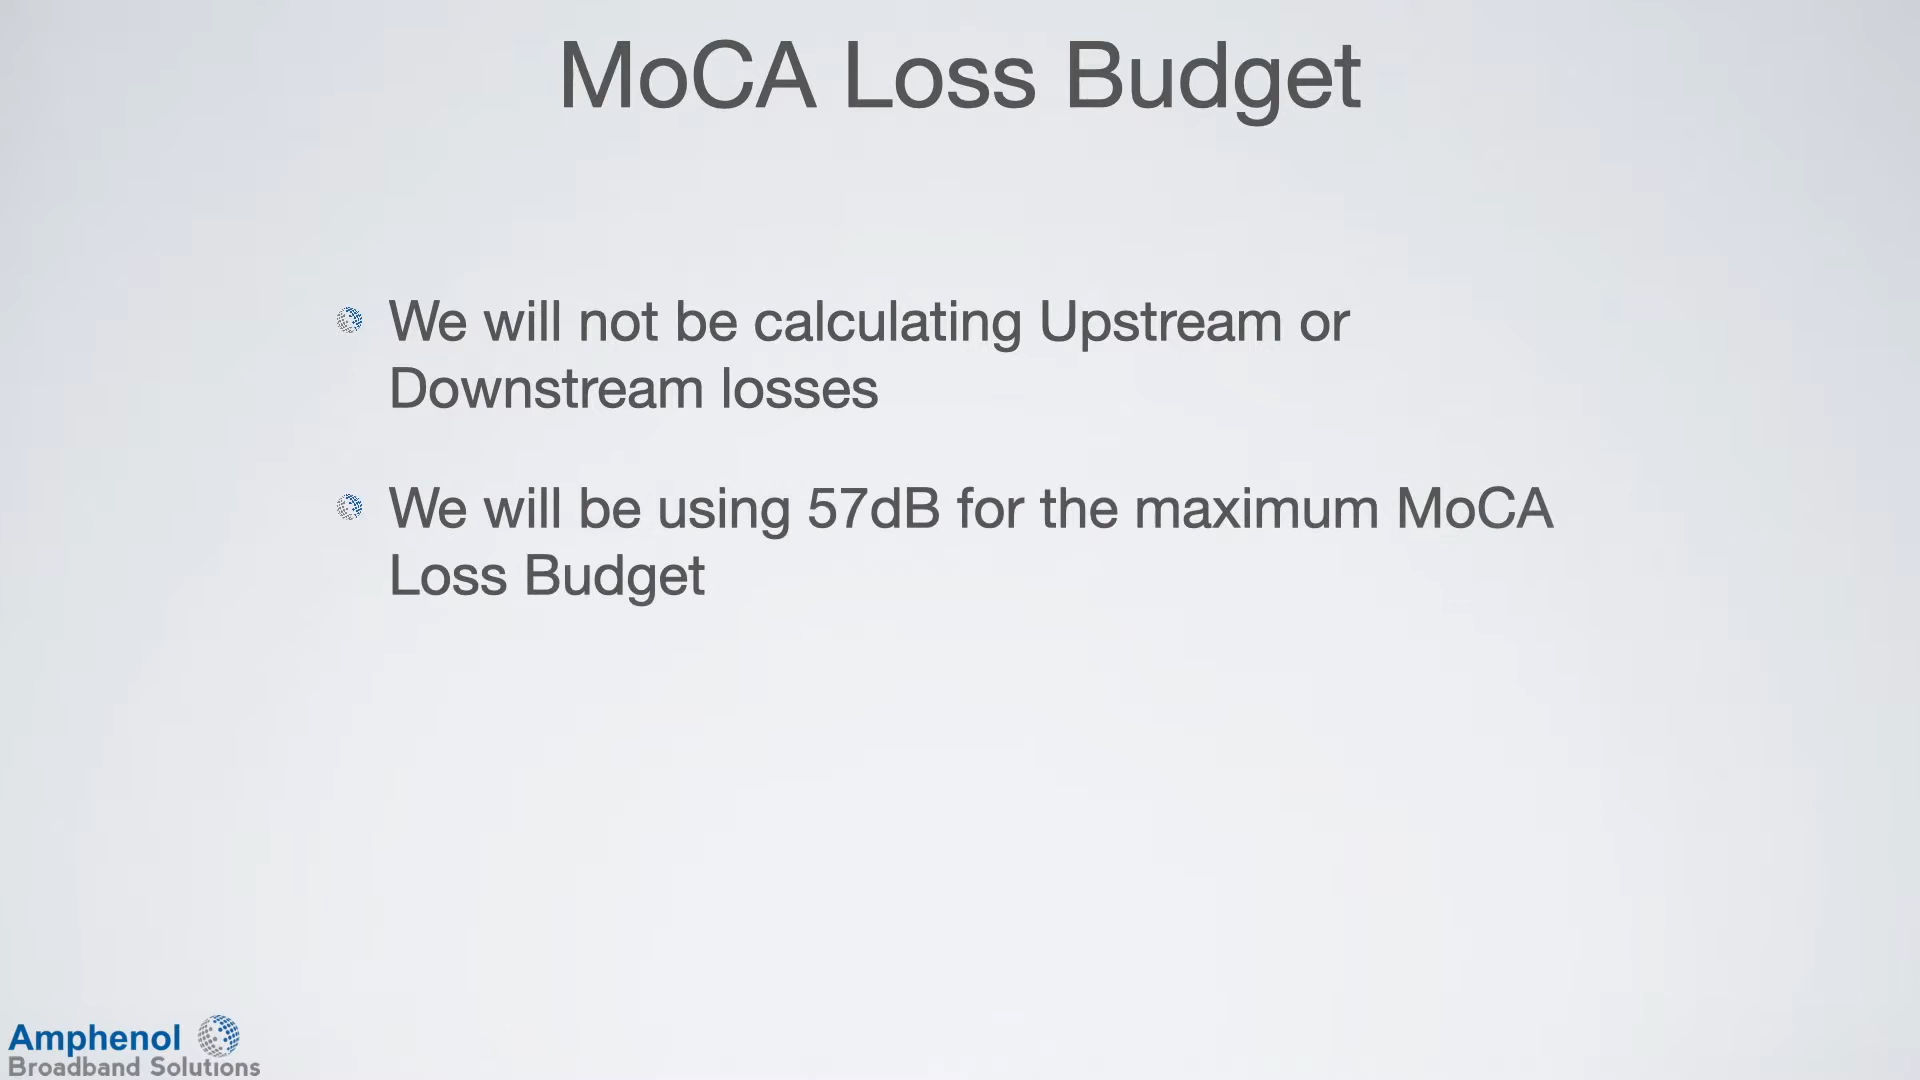 MoCA Loss Budget
We will not be calculating Upstream or
Downstream losses
We will be using 57dB for the maximum MoCA
Loss Budget
Amphenol
Broadband Solutions